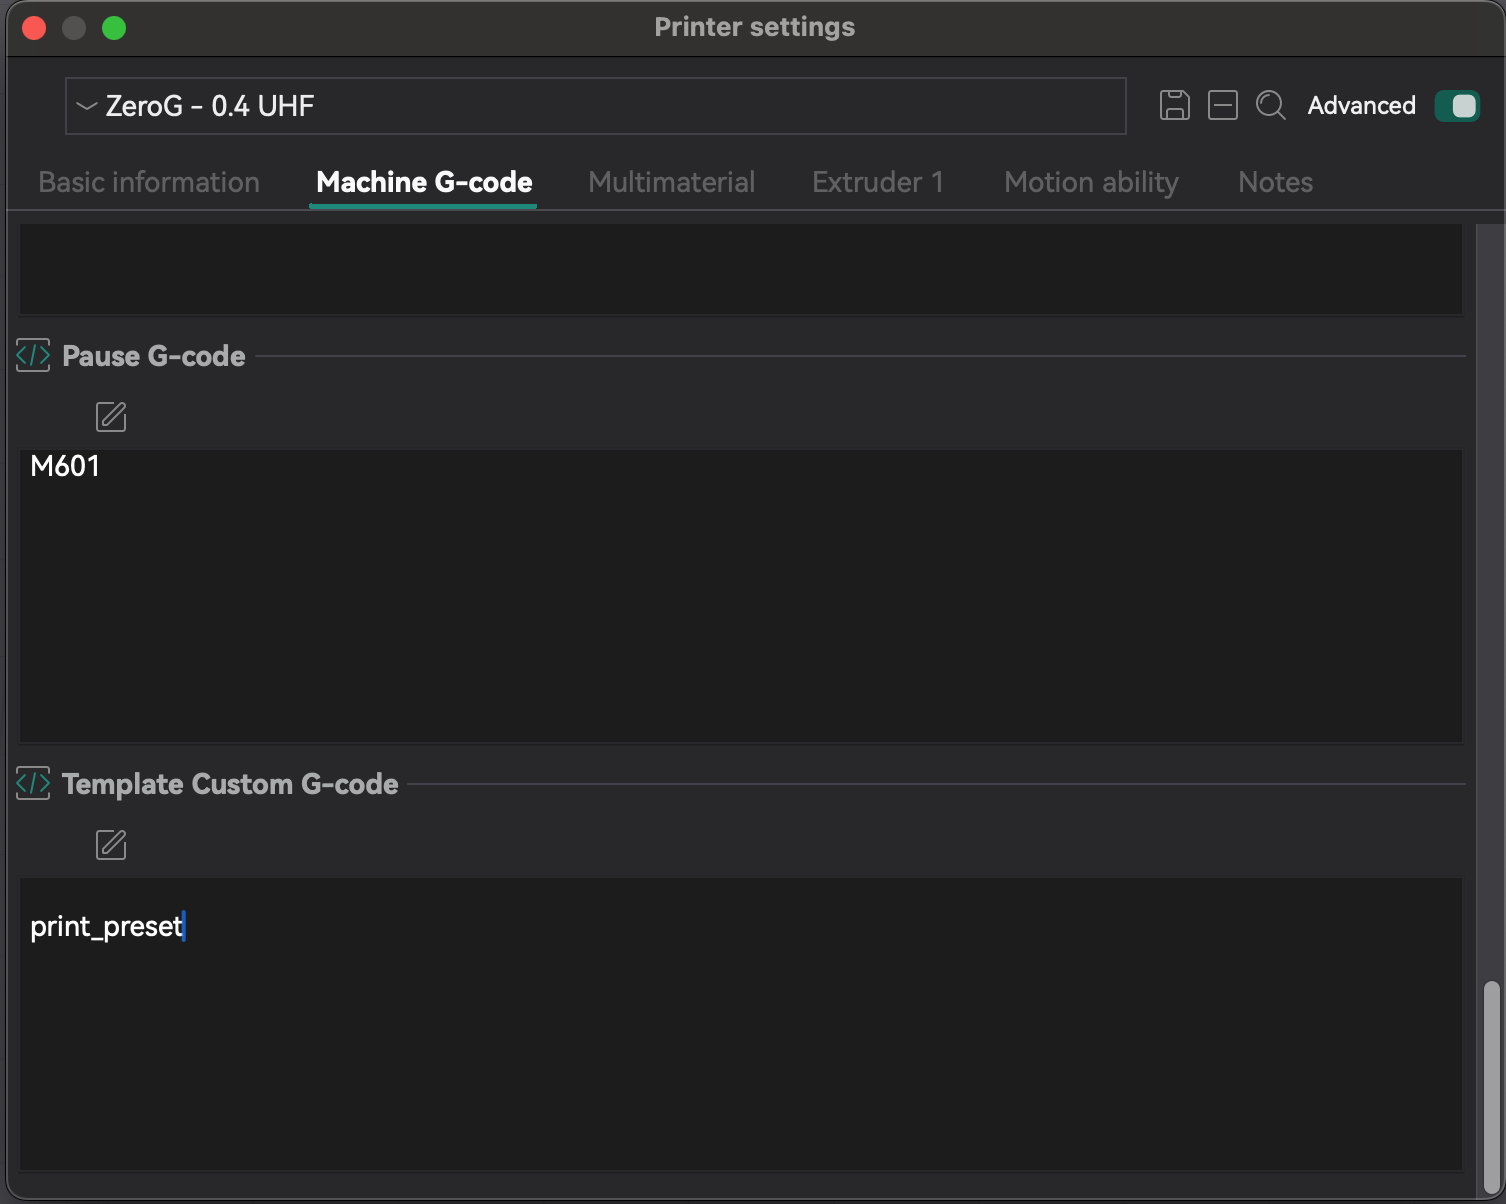 Printer settings
ZeroG - 0.4 UHF
Advanced
Basic information
Machine G-code
Multimaterial
Extruder 1
Motion ability
Notes
Pause G-code
M601
Template Custom G-code
print_preset